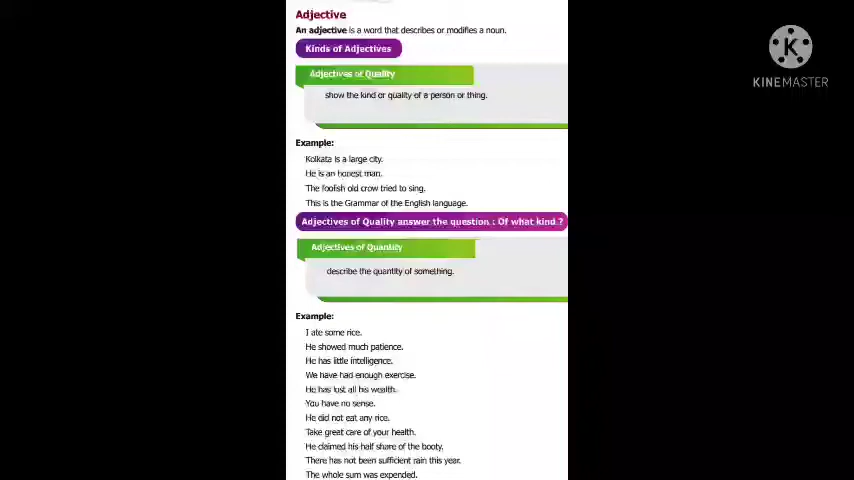 Adjective
An adjective is a word that describes or modifies a noun.
Kinds of Adjectives
Adjectives of Quality
show the kind or quality of a person or thing.
Example:
Kolkata is a large city.
He is an honest man.
The foolish old crow tried to sing.
This is the Grammar of the English language.
Adjectives of Quality answer the question : Of what kind ?
Adjectives of Quantity
describe the quantity of something.
Example:
I ate some rice.
He showed much patience.
He has little intelligence.
We have had enough exercise.
He has lost all his wealth.
You have no sense.
He did not eat any rice.
Take great care of your health.
He claimed his half share of the booty.
There has not been sufficient rain this year.
The whole sum was expended.
K
KINEMASTER